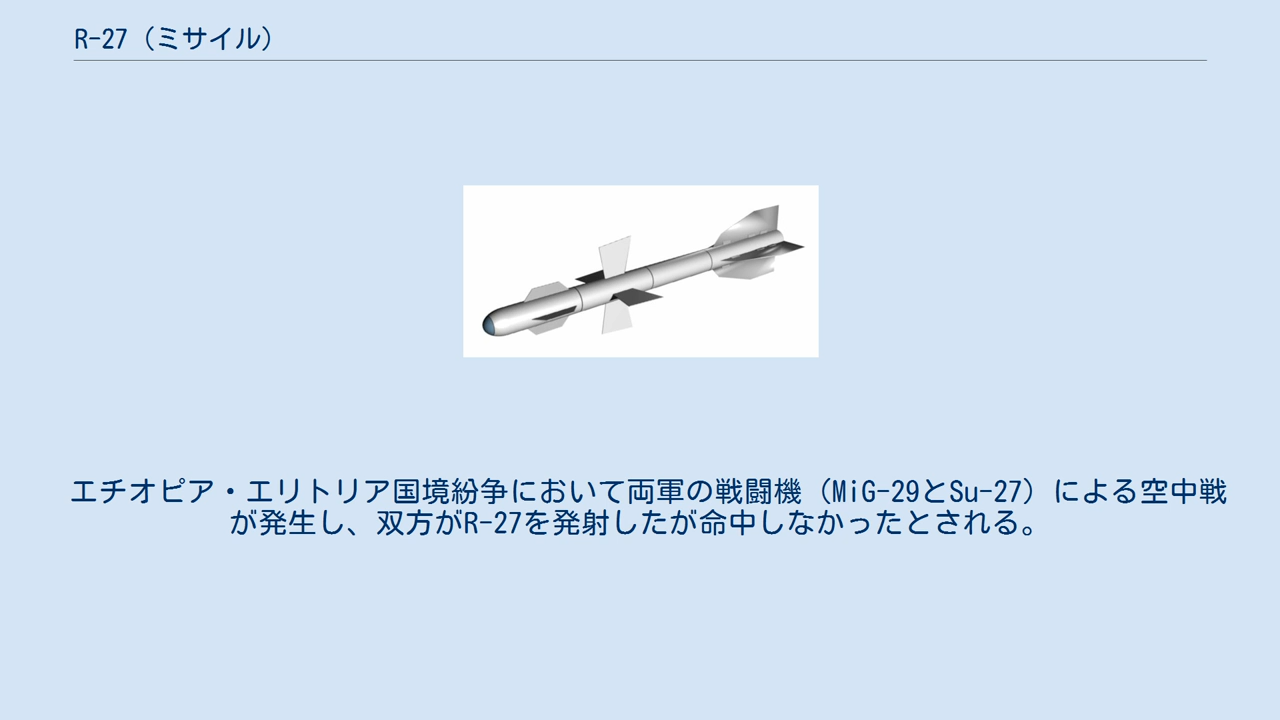 R-27（ミサイル）
エチオピア・エリトリア国境紛争において両軍の戦闘機（MiG-29とSu-27）による空中戦
が発生し、双方がR-27を発射したが命中しなかったとされる。